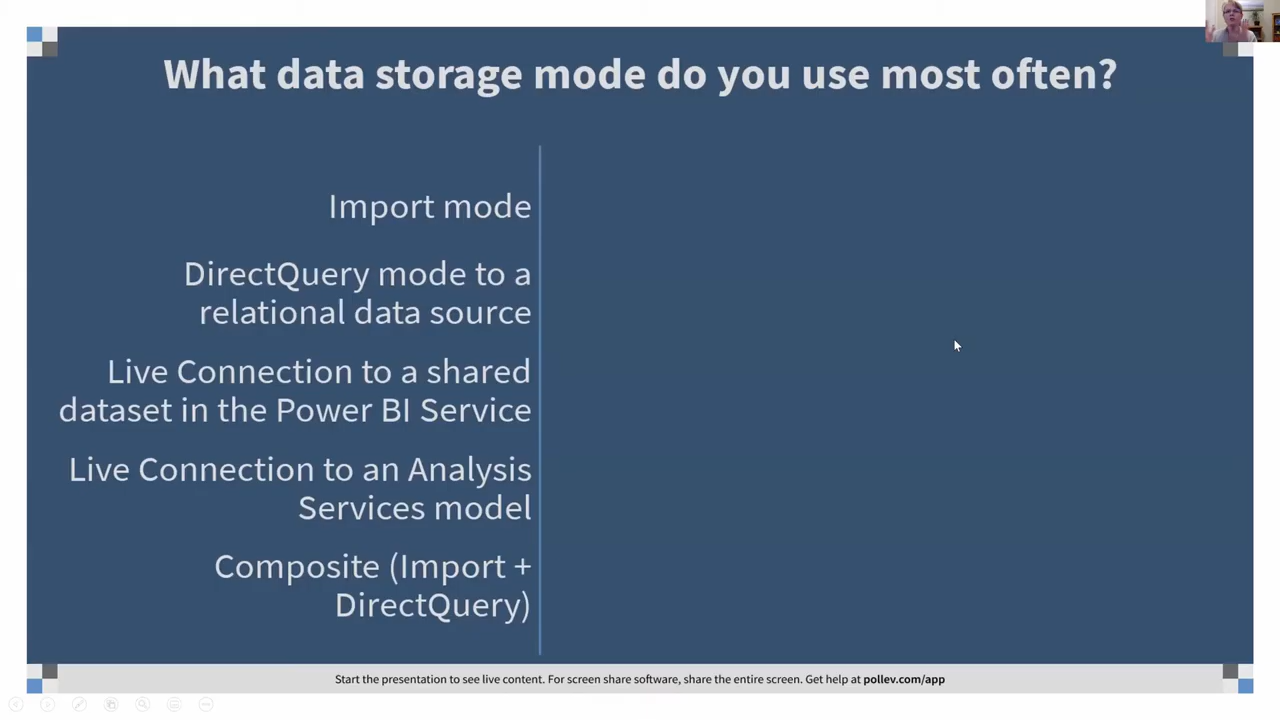 What data storage mode do you use most often?
Import mode
DirectQuery mode to a
relational data source
Live Connection to a shared
dataset in the Power BI Service
Live Connection to an Analysis
Services model
Composite (Import +
DirectQuery)
Start the presentation to see live content. For screen share software, share the entire screen. Get help at pollev.com/app